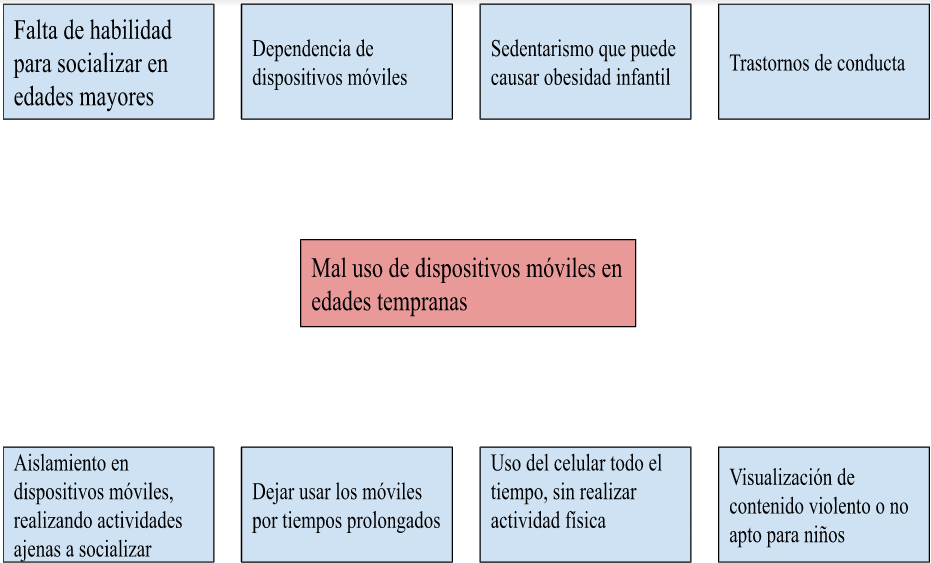 Falta de habilidad
para socializar en
edades mayores
Dependencia de
dispositivos móviles
Sedentarismo que puede
causar obesidad infantil
Trastornos de conducta
Mal uso de dispositivos móviles en
edades tempranas
Aislamiento en
dispositivos móviles,
realizando actividades
ajenas a socializar
Dejar usar los móviles
por tiempos prolongados
Uso del celular todo el
tiempo, sin realizar
actividad física
Visualización de
contenido violento o no
apto para niños